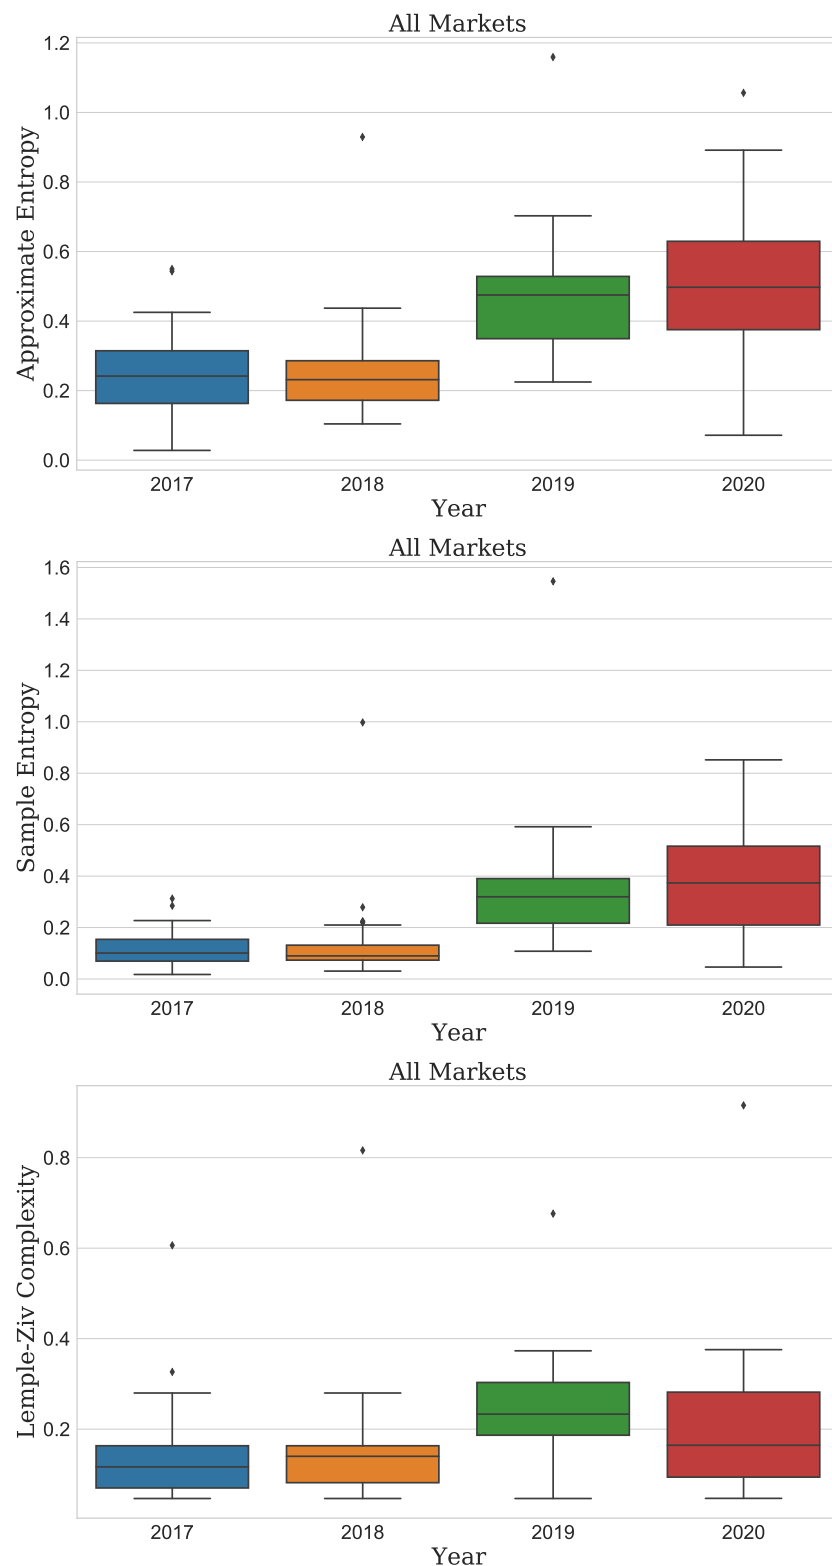 All Markets
Approximate Entropy
1.2
1.0
0.8
0.6
0.4
0.2
0.0
2017 2018 2019 2020
Year
All Markets
Sample Entropy
1.6
1.4
1.2
1.0
0.8
0.6
0.4
0.2
0.0
2017 2018 2019 2020
Year
All Markets
Lemple-Ziv Complexity
0.8
0.6
0.4
0.2
2017 2018 2019 2020
Year